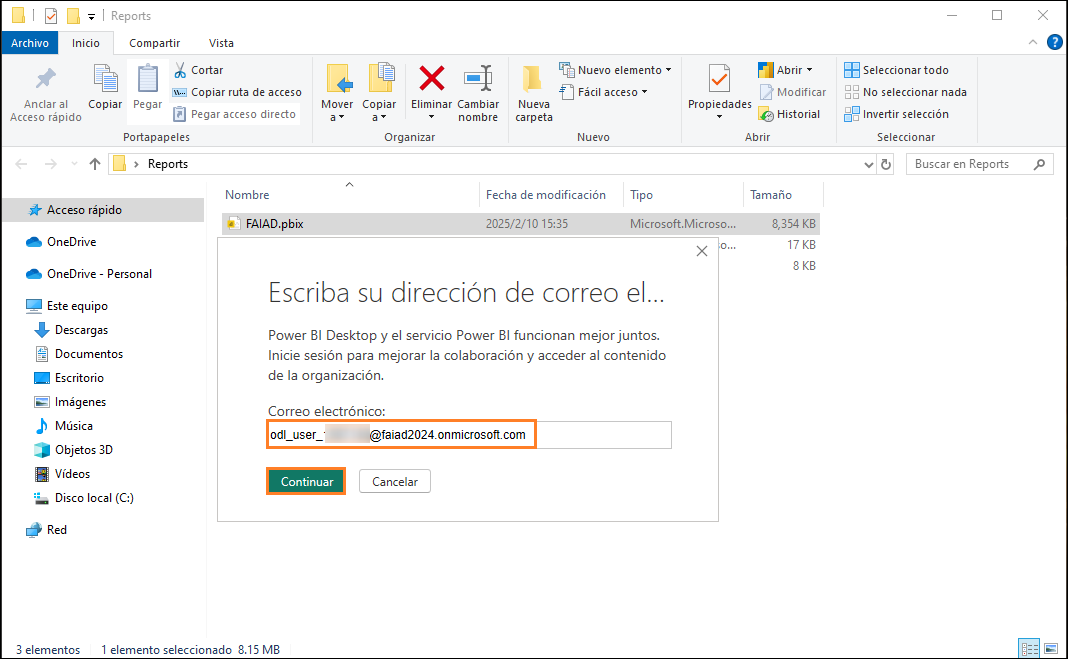 Reports
Archivo Inicio Compartir Vista
Anclar al Acceso rápido
Copiar
Pegar
Cortar
Copiar ruta de acceso
Pegar acceso directo
Portapapeles
Mover a
Copiar a
Eliminar
Cambiar nombre
Organizar
Nueva carpeta
Nuevo elemento
Fácil acceso
Nuevo
Propiedades
Abrir
Modificar
Historial
Abrir
Seleccionar todo
No seleccionar nada
Invertir selección
Seleccionar
Reports
Buscar en Reports
Nombre Fecha de modificación Tipo Tamaño
FAIAD.pbix 2025/2/10 15:35 Microsoft.Microso... 8,354 KB
so... 17 KB
8 KB
Acceso rápido
OneDrive
OneDrive - Personal
Este equipo
Descargas
Documentos
Escritorio
Imágenes
Música
Objetos 3D
Vídeos
Disco local (C:)
Red
Escriba su dirección de correo el...
Power BI Desktop y el servicio Power BI funcionan mejor juntos.
Inicie sesión para mejorar la colaboración y acceder al contenido
de la organización.
Correo electrónico:
odl_user_ @faiad2024.onmicrosoft.com
Continuar Cancelar
3 elementos 1 elemento seleccionado 8.15 MB